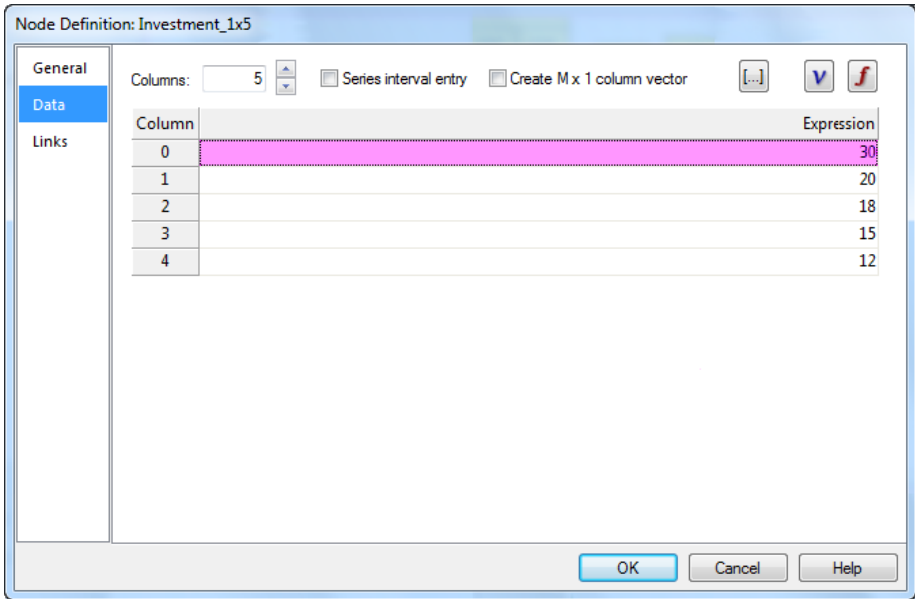 Node Definition: Investment_1x5
General
Data
Links
Columns: 5 Series interval entry Create M x 1 column vector [...] v f
Column Expression
0 30
1 20
2 18
3 15
4 12
OK Cancel Help